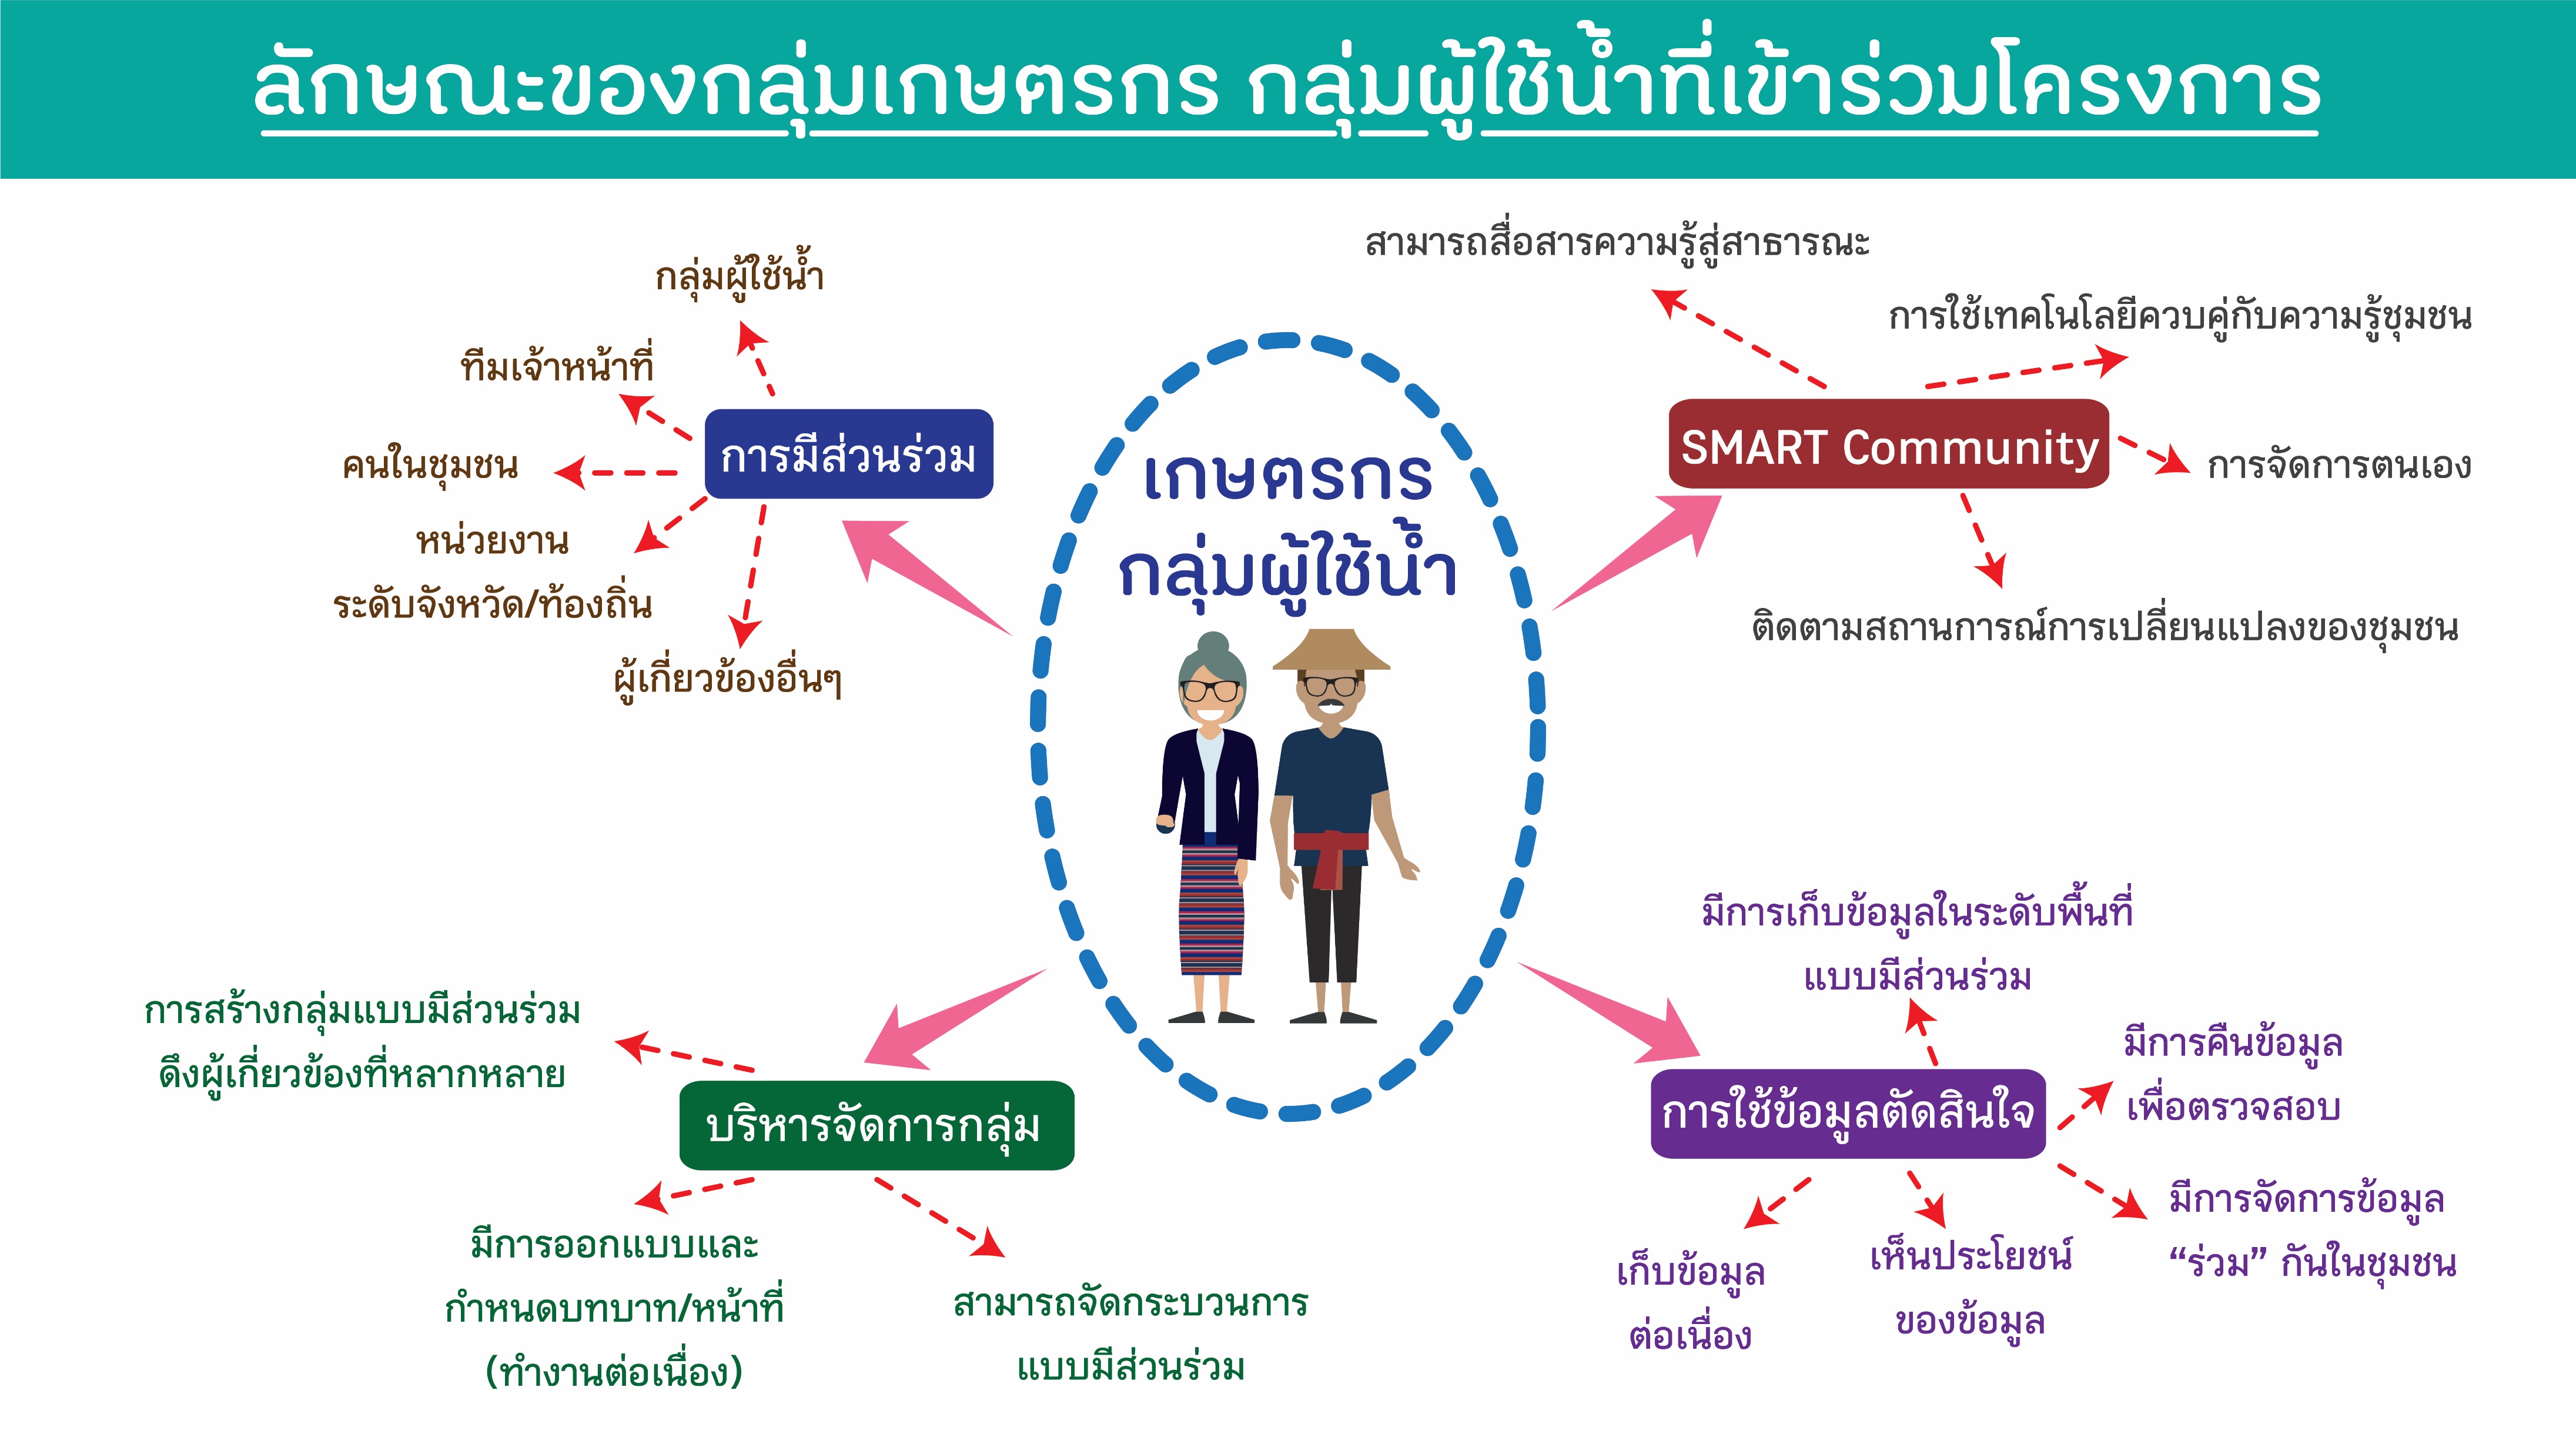 ลักษณะของกลุ่มเกษตรกร กลุ่มผู้ใช้น้ำที่เข้าร่วมโครงการ
กลุ่มผู้ใช้น้ำ
ทีมเจ้าหน้าที่
คนในชุมชน
หน่วยงาน
ระดับจังหวัด/ท้องถิ่น
ผู้เกี่ยวข้องอื่นๆ
การมีส่วนร่วม
เกษตรกร
กลุ่มผู้ใช้น้ำ
สามารถสื่อสารความรู้สู่สาธารณะ
การใช้เทคโนโลยีควบคู่กับความรู้ชุมชน
SMART Community
การจัดการตนเอง
ติดตามสถานการณ์การเปลี่ยนแปลงของชุมชน
การสร้างกลุ่มแบบมีส่วนร่วม
ดึงผู้เกี่ยวข้องที่หลากหลาย
บริหารจัดการกลุ่ม
มีการออกแบบและ
กำหนดบทบาท/หน้าที่
(ทำงานต่อเนื่อง)
สามารถจัดกระบวนการ
แบบมีส่วนร่วม
มีการเก็บข้อมูลในระดับพื้นที่
แบบมีส่วนร่วม
มีการคืนข้อมูล
เพื่อตรวจสอบ
การใช้ข้อมูลตัดสินใจ
มีการจัดการข้อมูล
“ร่วม” กันในชุมชน
เห็นประโยชน์
ของข้อมูล
เก็บข้อมูล
ต่อเนื่อง